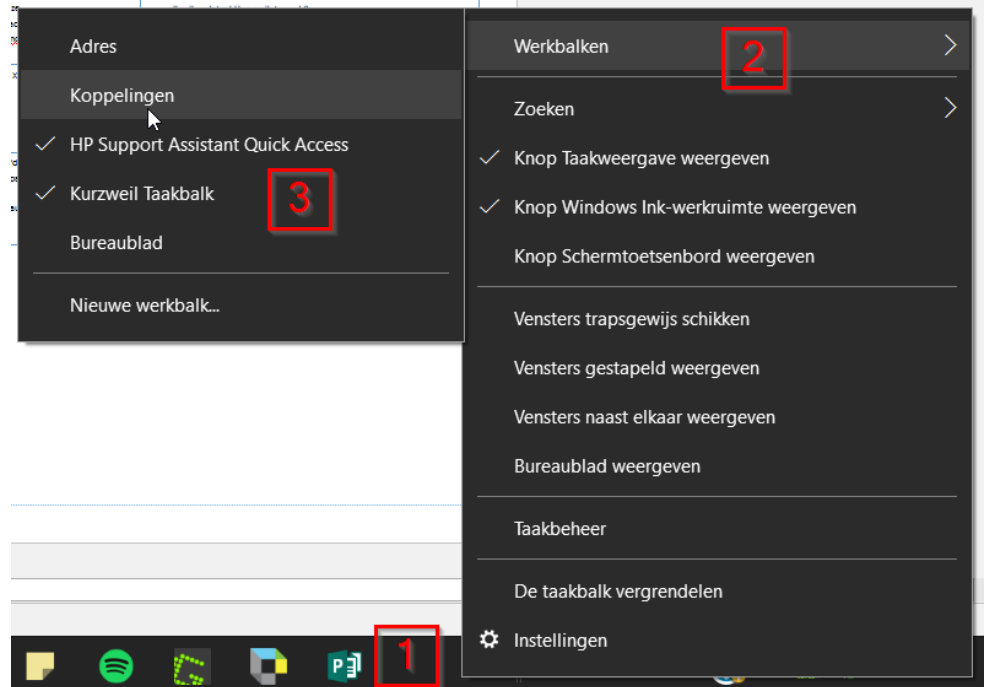 Adres
Koppelingen
HP Support Assistant Quick Access
Kurzweil Taakbalk
3
Bureaublad
Nieuwe werkbalk...
Werkbalken
2
Zoeken
Knop Taakweergave weergeven
Knop Windows Ink-werkruimte weergeven
Knop Schermtoetsenbord weergeven
Vensters trapsgewijs schikken
Vensters gestapeld weergeven
Vensters naast elkaar weergeven
Bureaublad weergeven
Taakbeheer
De taakbalk vergrendelen
Instellingen
P
1